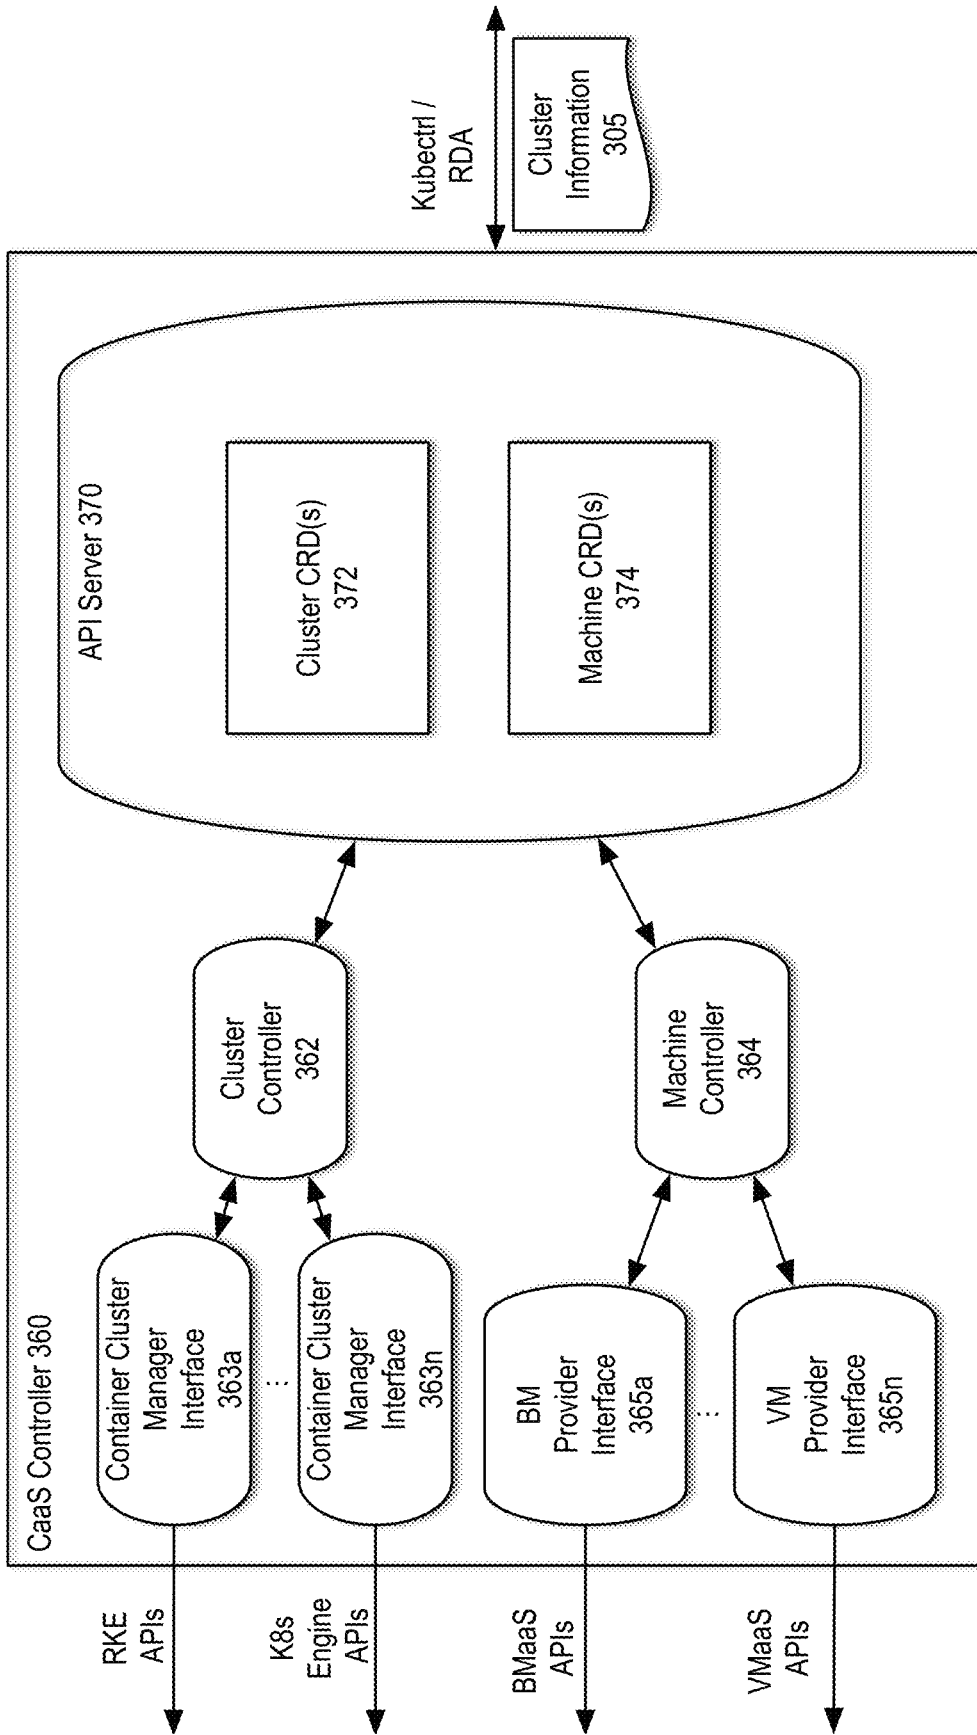 CaaS Controller 360
RKE
APIs
K8s
Engine
APIs
BMaaS
APIs
VMaaS
APIs
Container Cluster
Manager
Interface
363a
...
Container Cluster
Manager
Interface
363n
BM
Provider
Interface
365a
...
VM
Provider
Interface
365n
Cluster
Controller
362
Machine
Controller
364
API Server 370
Cluster CRD(s)
372
Machine CRD(s)
374
Kubectrl /
RDA
Cluster
Information
305